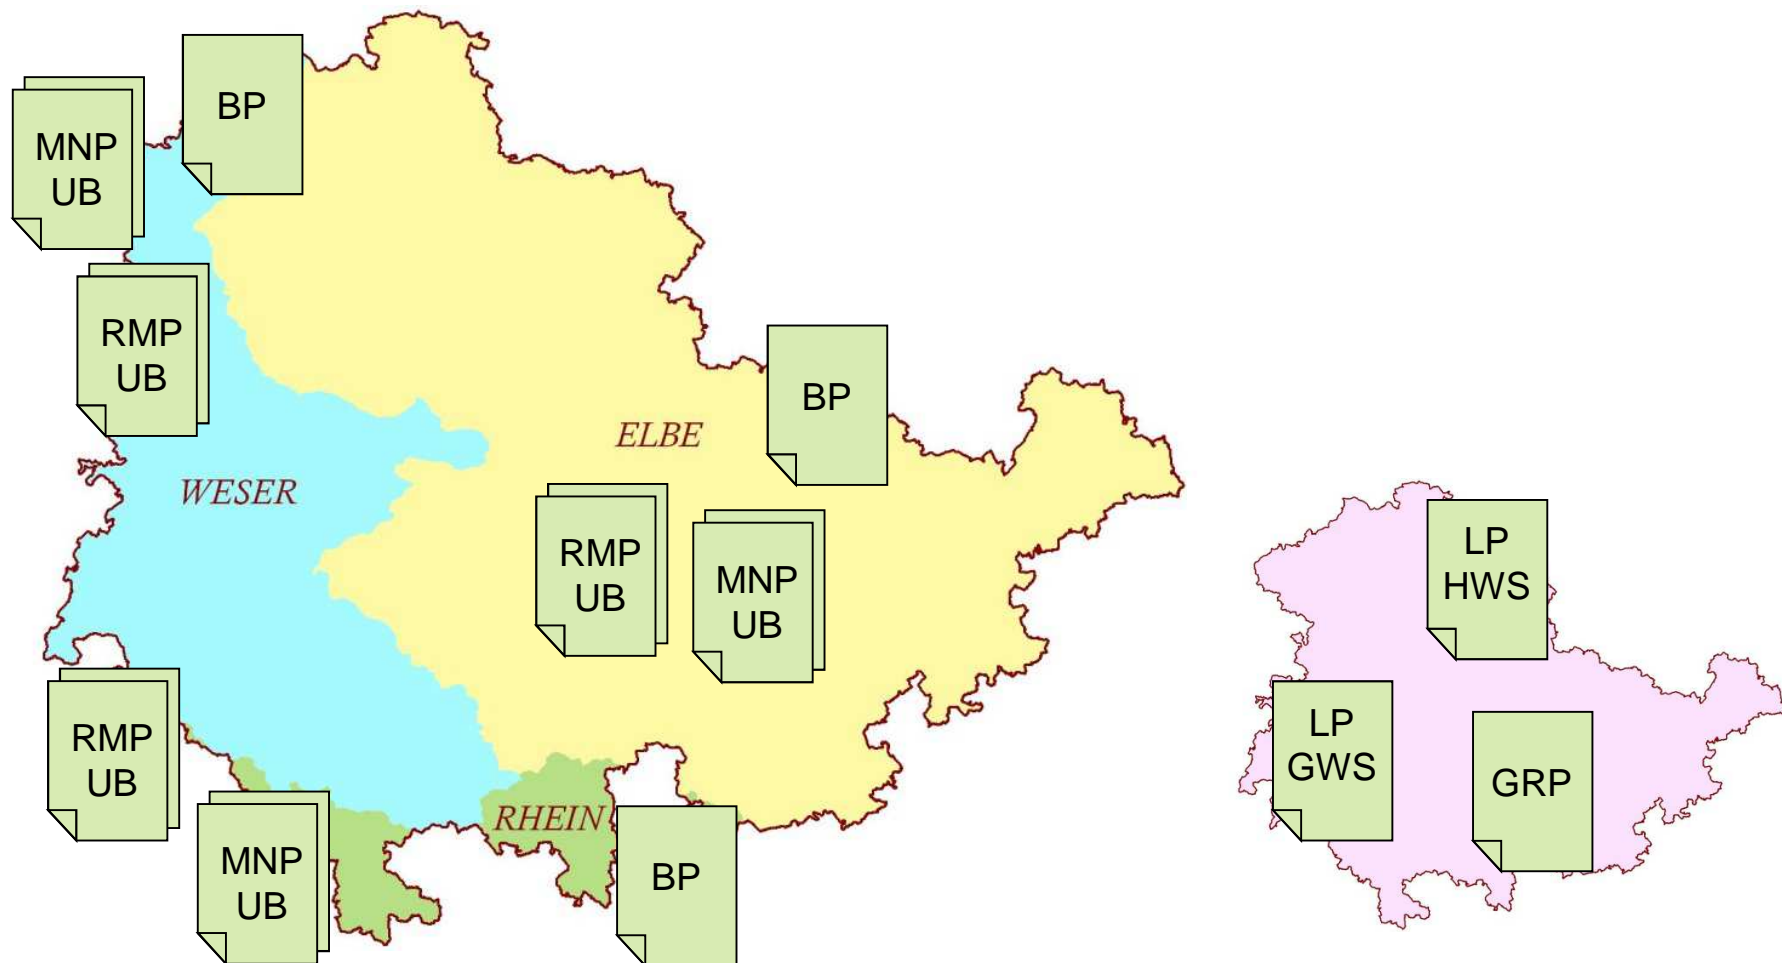 BP
MNP
UB
RMP
UB
BP
ELBE
WESER
RMP
UB
MNP
UB
RMP
UB
MNP
UB
RHEIN
BP
LP
HWS
LP
GWS
GRP